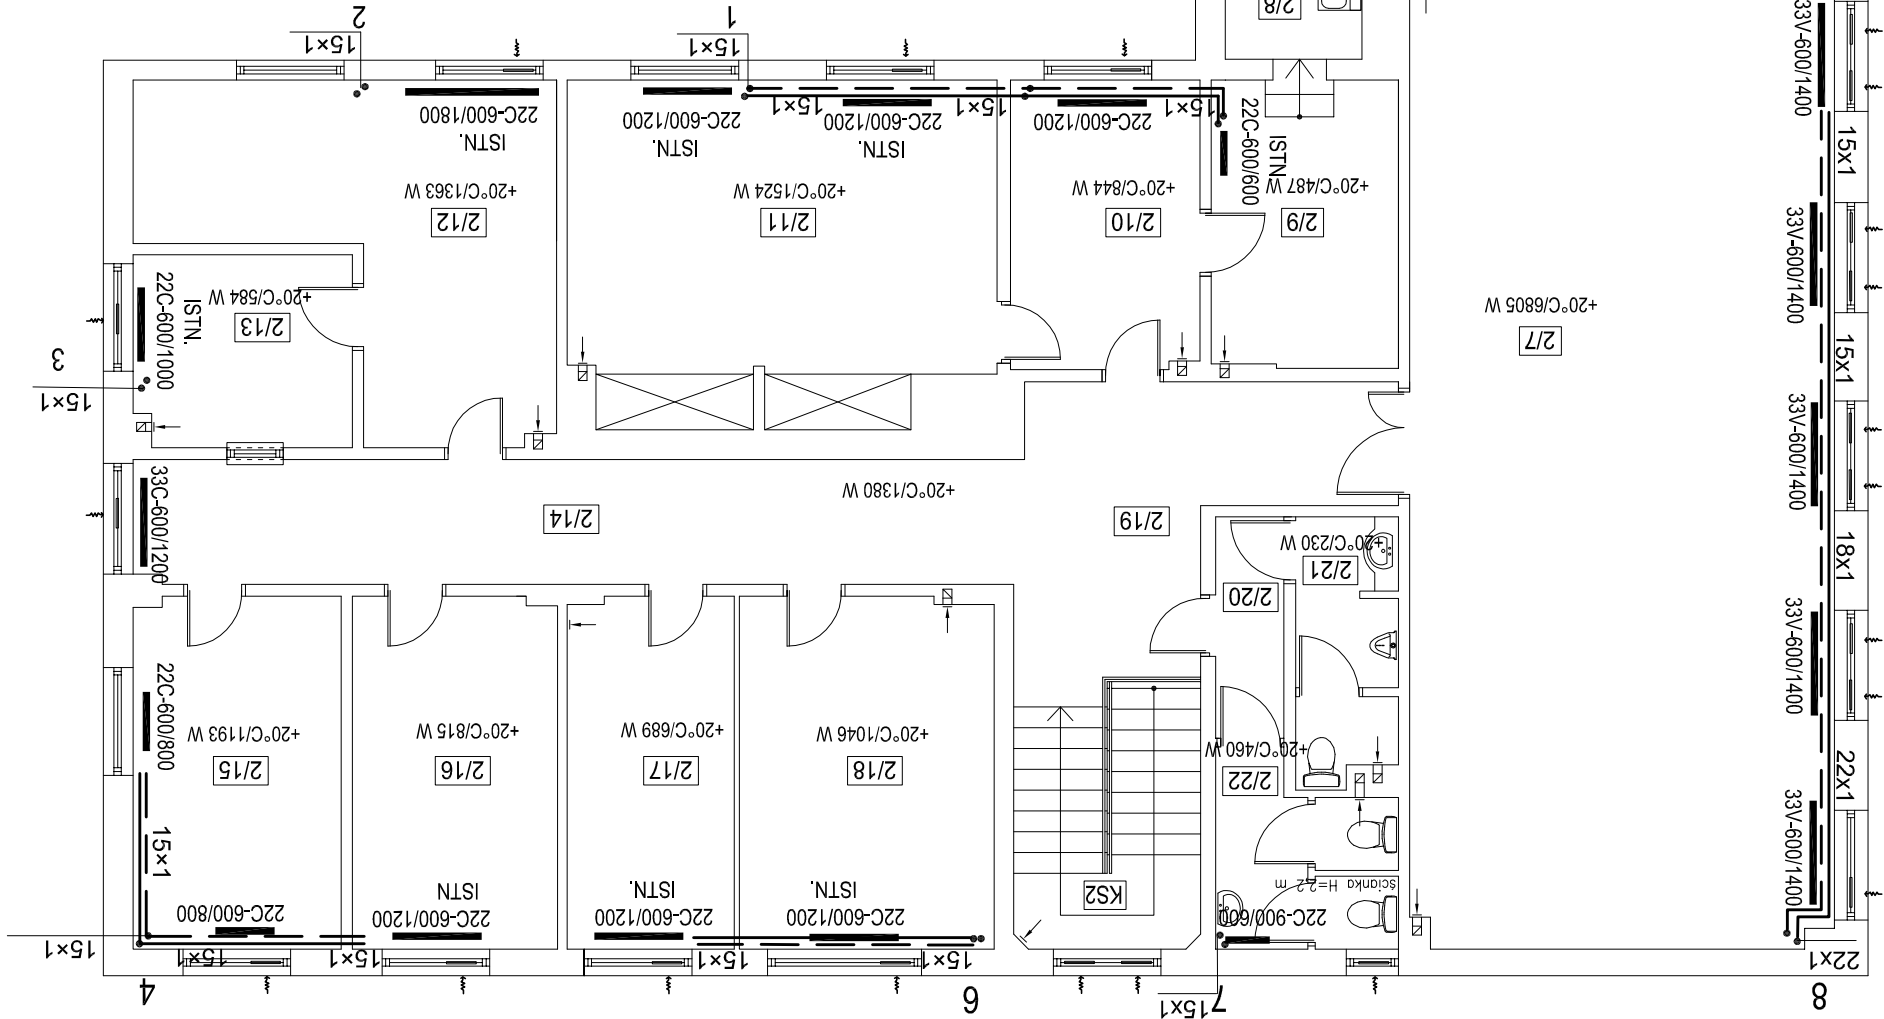 2
15×1
1
15×1
2/8
33V-600/1400
22C-600/1800
ISTN.
+20°C/1363 W
2/12
22C-600/1200
ISTN.
15×1
22C-600/1200
ISTN.
15×1
+20°C/1524 W
2/11
22C-600/1200
15×1
+20°C/844 W
2/10
22C-600/600
ISTN.
+20°C/487 W
2/9
15x1
33V-600/1400
+20°C/6805 W
2/7
15x1
22C-600/1000
ISTN.
+20°C/584 W
2/13
3
15×1
33V-600/1400
18x1
33C-600/1200
+20°C/1380 W
2/14
2/19
+20°C/230 W
2/21
2/20
33V-600/1400
22x1
22C-600/800
+20°C/1193 W
2/15
+20°C/815 W
2/16
+20°C/689 W
2/17
+20°C/1046 W
2/18
+20°C/460 W
2/22
33V-600/1400
15×1
22C-600/800
ISTN
22C-600/1200
ISTN.
22C-600/1200
ISTN.
22C-600/1200
KS2
ścianka H=2.2 m
22C-900/600
15×1
15×1
15×1
15×1
15×1
22x1
4
6
7
15x1
8